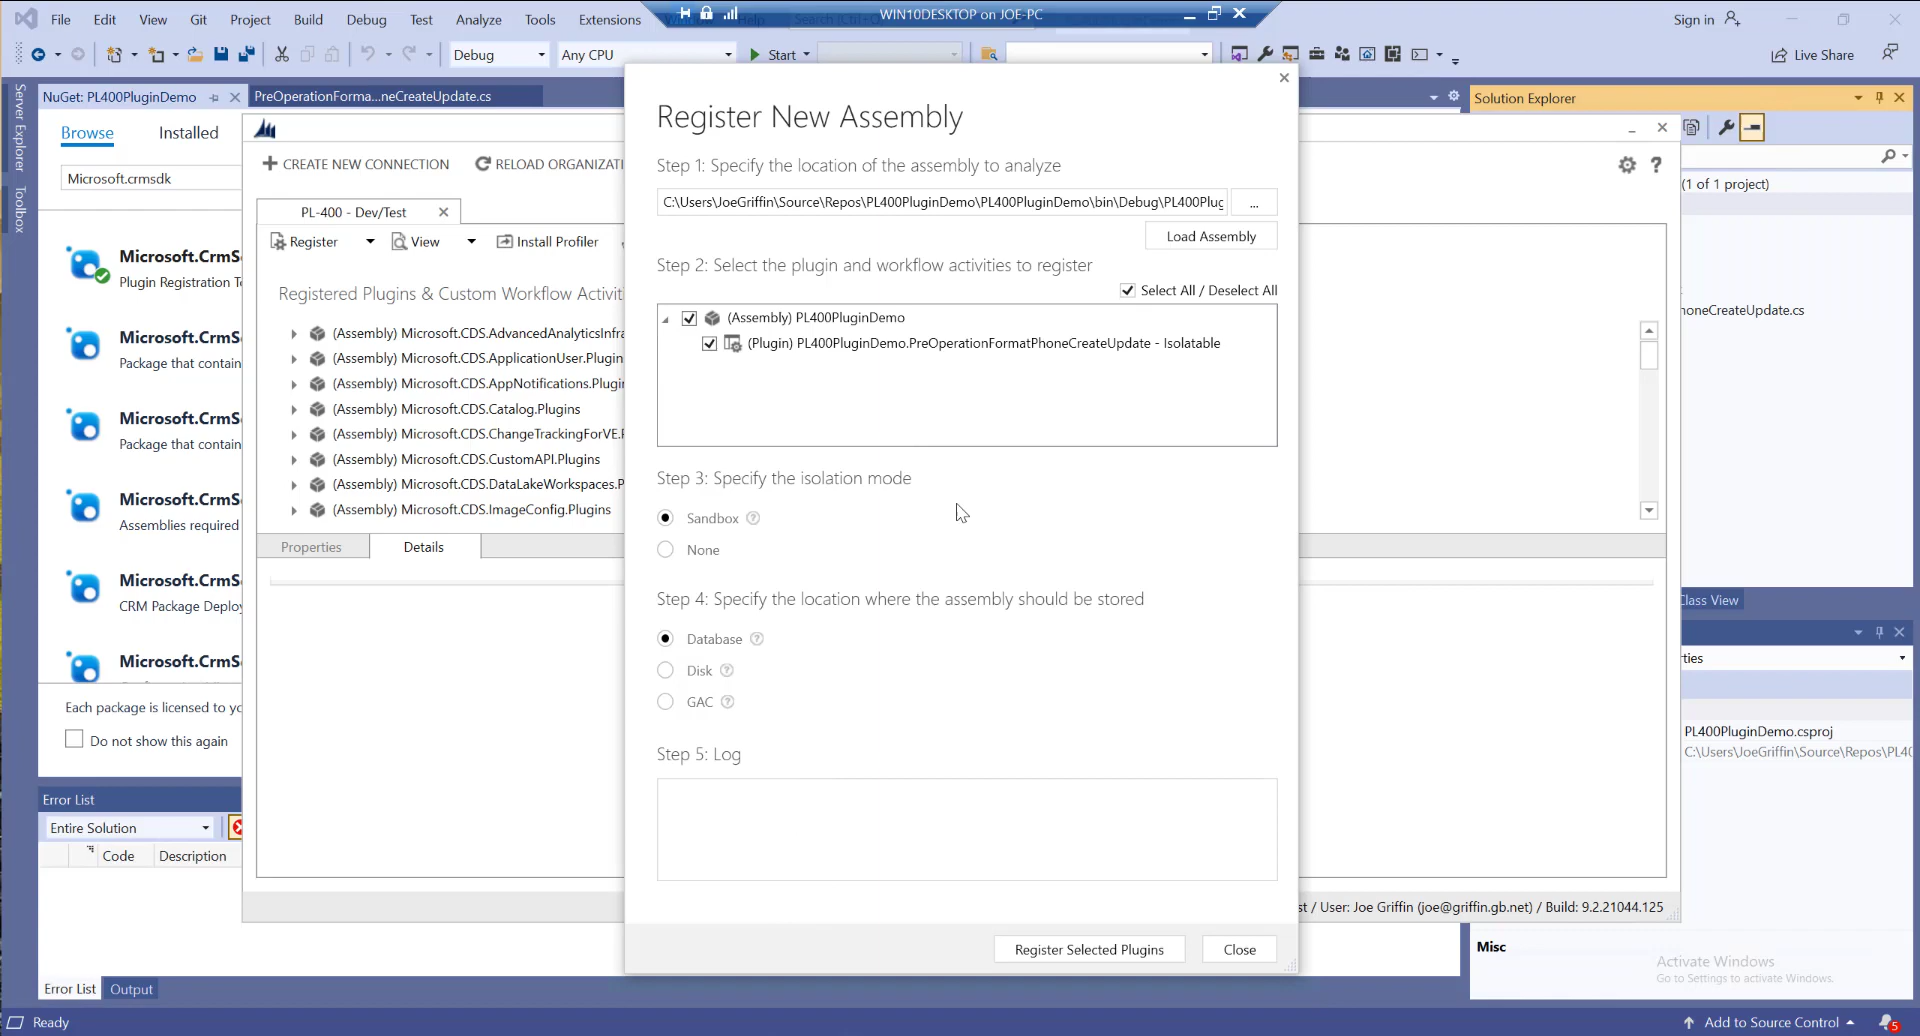 File Edit View Git Project Build Debug Test Analyze Tools Extensions
WIN10DESKTOP on JOE-PC
Sign in
Debug Any CPU Start
Live Share
Server Explorer
Toolbox
NuGet: PL400PluginDemo
PreOperationForma...neCreateUpdate.cs
Browse Installed
Microsoft.crmsdk
Microsoft.CrmS
Plugin Registration T
Microsoft.CrmS
Package that contain
Microsoft.CrmS
Package that contain
Microsoft.CrmS
Assemblies required
Microsoft.CrmS
CRM Package Deploy
Microsoft.CrmS
Each package is licensed to yo
Do not show this again
Error List
Entire Solution
Code Description
Error List Output
Ready
CREATE NEW CONNECTION RELOAD ORGANIZATI
PL-400 - Dev/Test
Register View Install Profiler
Registered Plugins & Custom Workflow Activit
(Assembly) Microsoft.CDS.AdvancedAnalyticsInfra
(Assembly) Microsoft.CDS.ApplicationUser.Plugins
(Assembly) Microsoft.CDS.AppNotifications.Plugin
(Assembly) Microsoft.CDS.Catalog.Plugins
(Assembly) Microsoft.CDS.ChangeTrackingForVE.P
(Assembly) Microsoft.CDS.CustomAPI.Plugins
(Assembly) Microsoft.CDS.DataLakeWorkspaces.P
(Assembly) Microsoft.CDS.ImageConfig.Plugins
Properties Details
Register New Assembly
Step 1: Specify the location of the assembly to analyze
C:\Users\JoeGriffin\Source\Repos\PL400PluginDemo\PL400PluginDemo\bin\Debug\PL400Plug
...
Load Assembly
Step 2: Select the plugin and workflow activities to register
Select All / Deselect All
(Assembly) PL400PluginDemo
(Plugin) PL400PluginDemo.PreOperationFormatPhoneCreateUpdate - Isolatable
Step 3: Specify the isolation mode
Sandbox
None
Step 4: Specify the location where the assembly should be stored
Database
Disk
GAC
Step 5: Log
Register Selected Plugins Close
st / User: Joe Griffin (joe@griffin.gb.net) / Build: 9.2.21044.125
Solution Explorer
(1 of 1 project)
honeCreateUpdate.cs
Class View
rties
PL400PluginDemo.csproj
C:\Users\JoeGriffin\Source\Repos\PL40
Misc
Activate Windows
Go to Settings to activate Windows.
Add to Source Control
5